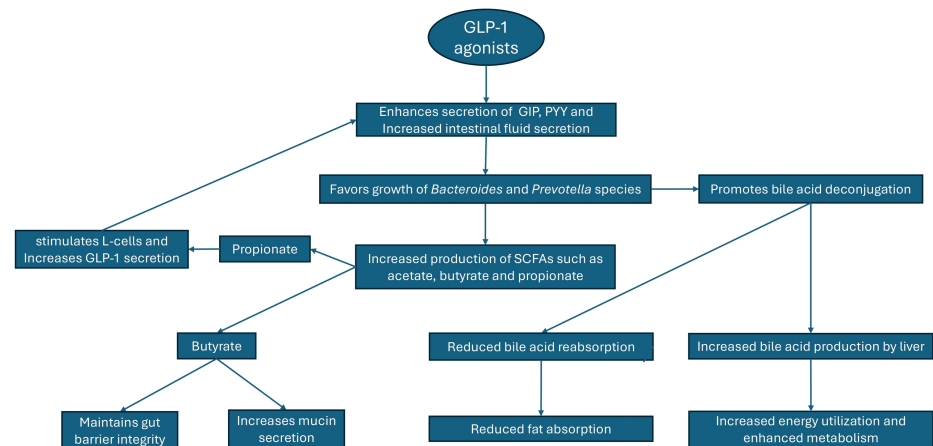 GLP-1
agonists
Enhances secretion of GIP, PYY and
Increased intestinal fluid secretion
Favors growth of Bacteroides and Prevotella species
Promotes bile acid deconjugation
stimulates L-cells and
Increases GLP-1 secretion
Propionate
Increased production of SCFAs such as
acetate, butyrate and propionate
Butyrate
Reduced bile acid reabsorption
Increased bile acid production by liver
Maintains gut
barrier integrity
Increases mucin
secretion
Reduced fat absorption
Increased energy utilization and
enhanced metabolism